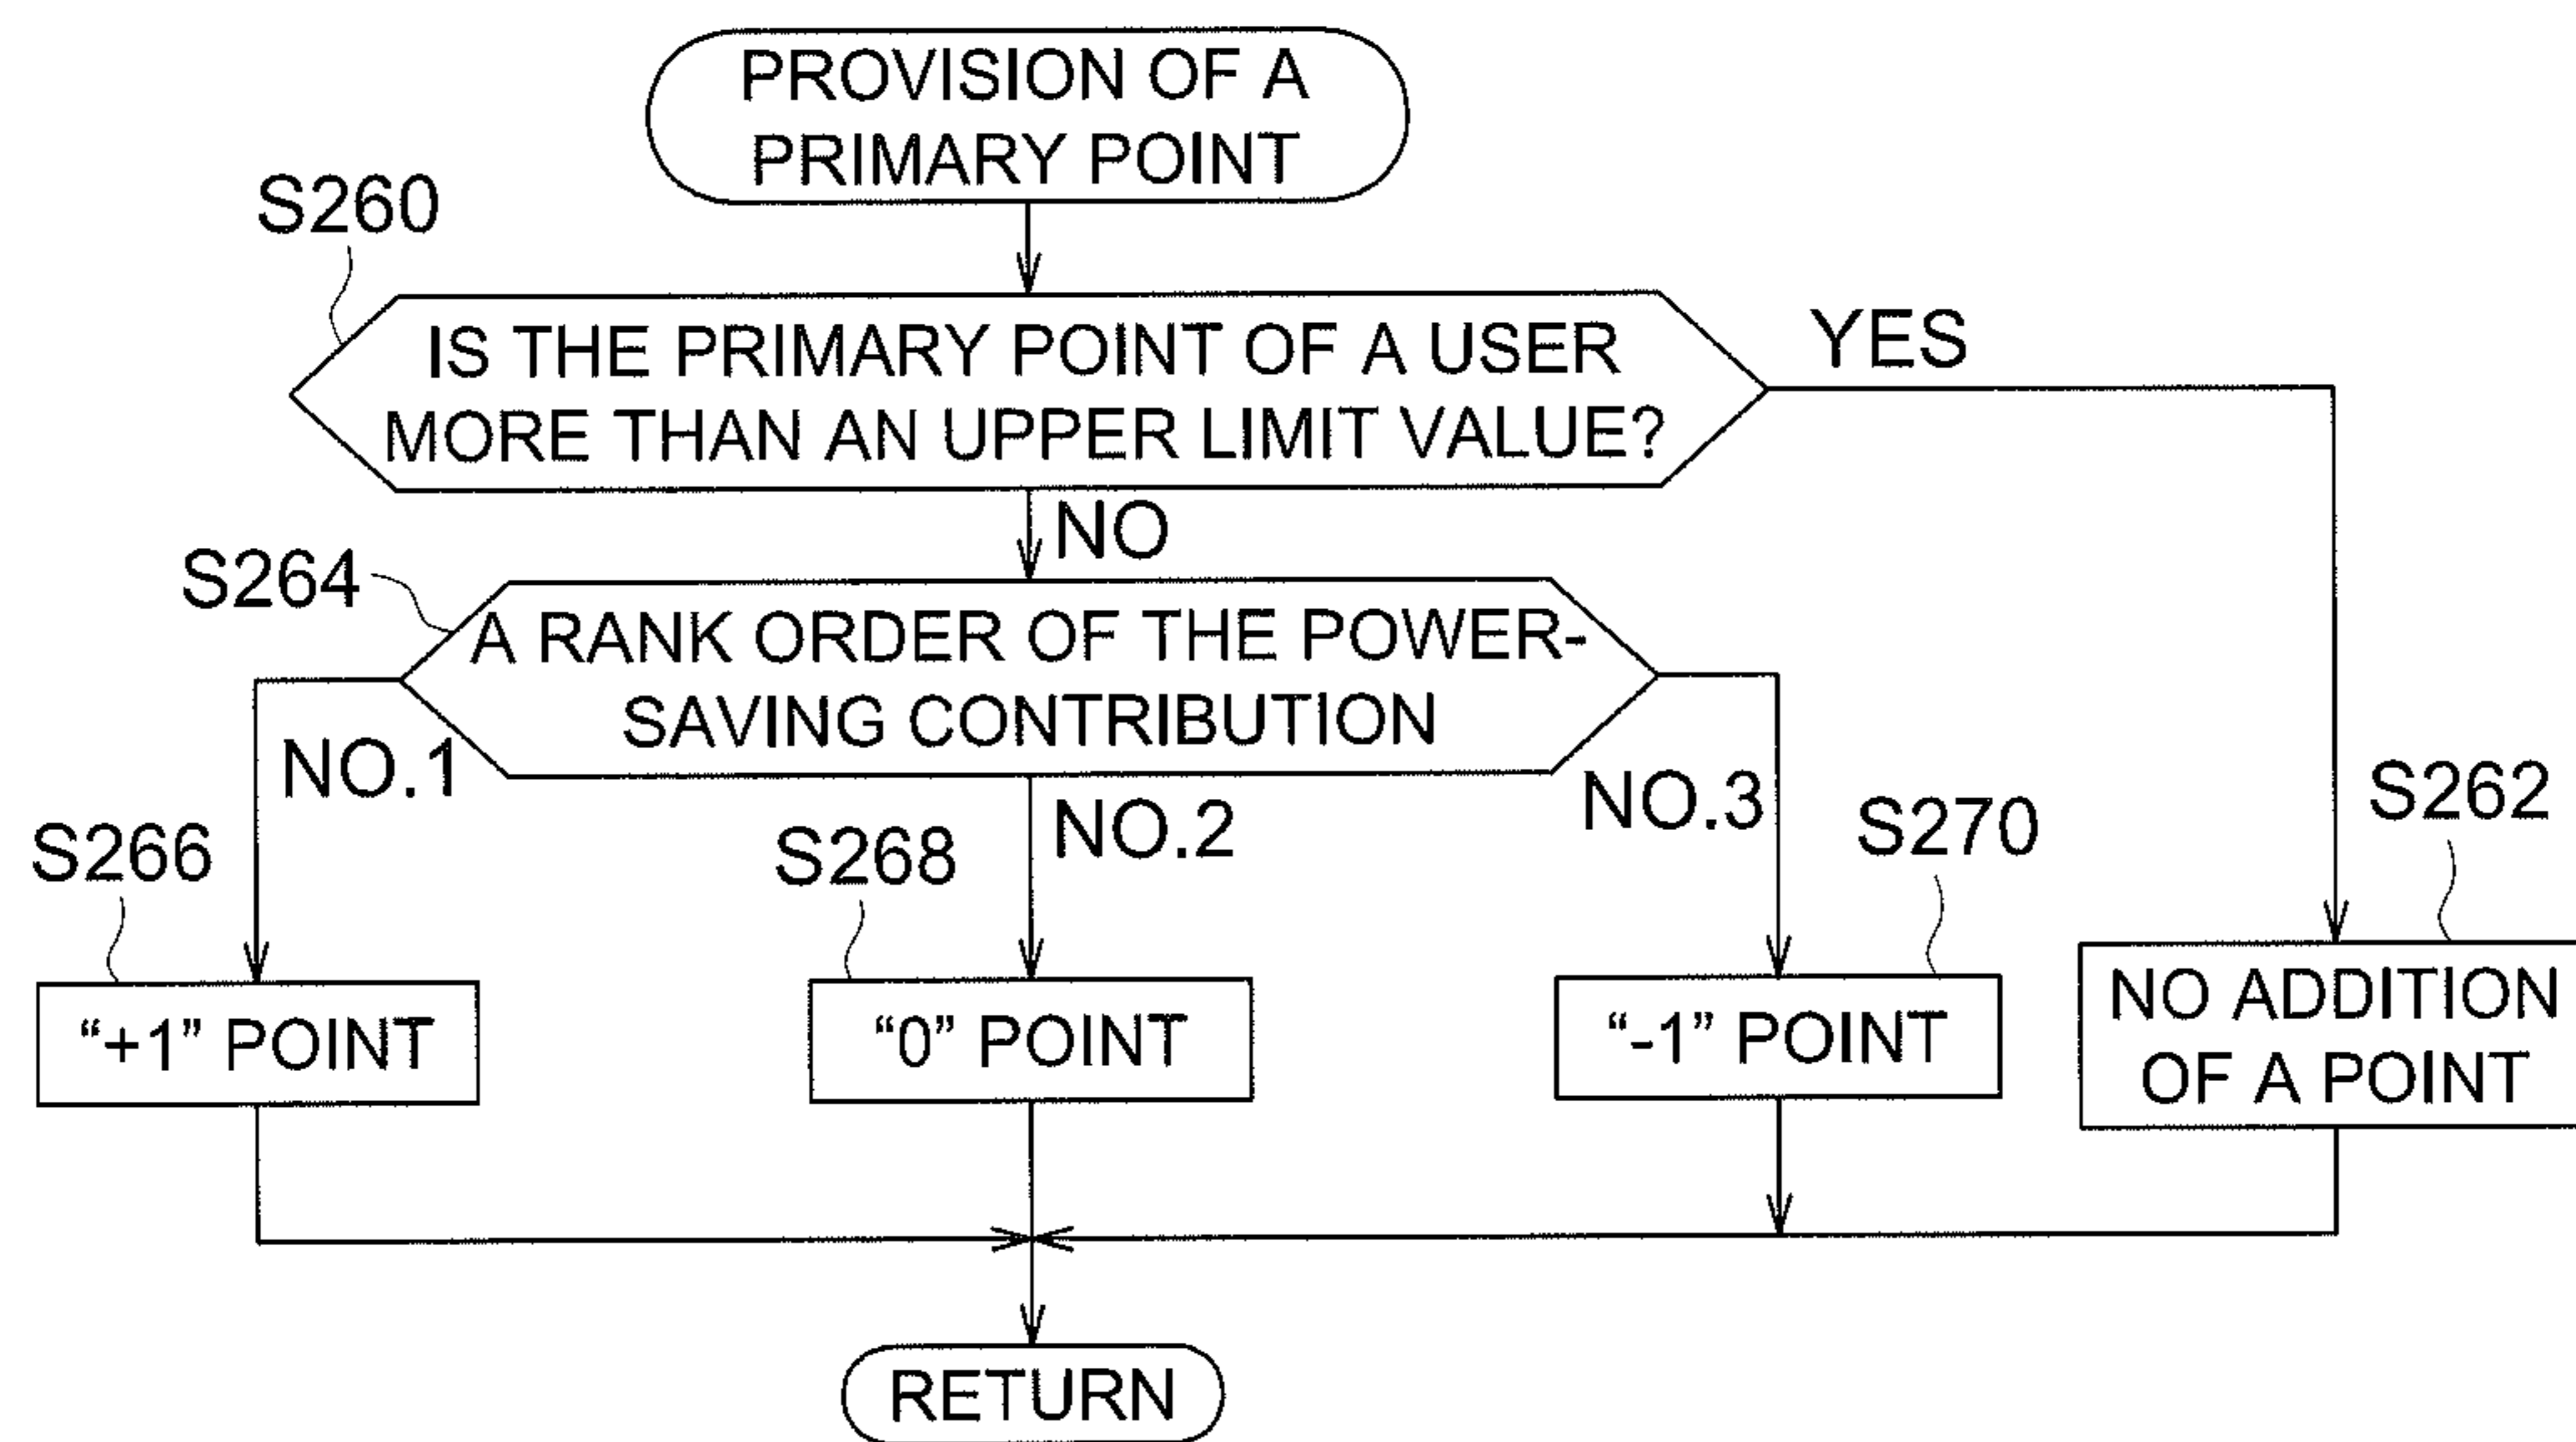 PROVISION OF A
PRIMARY POINT
S260
IS THE PRIMARY POINT OF A USER
MORE THAN AN UPPER LIMIT VALUE?
YES
NO
S264
A RANK ORDER OF THE POWER-
SAVING CONTRIBUTION
NO.1
NO.2
NO.3
S266
S268
S270
S262
“+1” POINT
“0” POINT
“-1” POINT
NO ADDITION
OF A POINT
RETURN